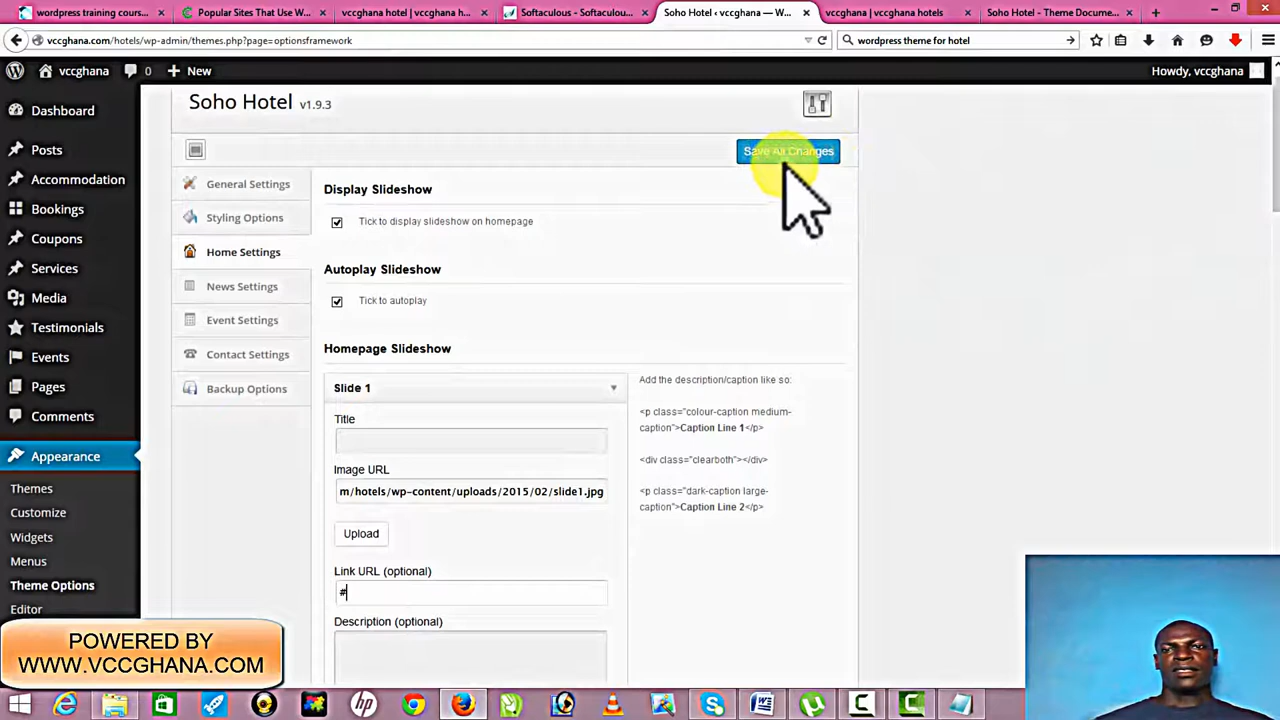 wordpress training cours...
Popular Sites That Use W...
vccghana hotel | vccghana h...
Softaculous - Softaculou...
Soho Hotel ‹ vccghana — W...
vccghana | vccghana hotels
Soho Hotel - Theme Docume...
vccghana.com/hotels/wp-admin/themes.php?page=optionsframework
wordpress theme for hotel
vccghana
0
New
Howdy, vccghana
Dashboard
Posts
Accommodation
Bookings
Coupons
Services
Media
Testimonials
Events
Pages
Comments
Appearance
Themes
Customize
Widgets
Menus
Theme Options
Editor
Soho Hotel v1.9.3
Save All Changes
General Settings
Styling Options
Home Settings
News Settings
Event Settings
Contact Settings
Backup Options
Display Slideshow
Tick to display slideshow on homepage
Autoplay Slideshow
Tick to autoplay
Homepage Slideshow
Slide 1
Title
Image URL
m/hotels/wp-content/uploads/2015/02/slide1.jpg
Upload
Link URL (optional)
#
Description (optional)
Add the description/caption like so:
<p class="colour-caption medium-
caption">Caption Line 1</p>
<div class="clearboth"></div>
<p class="dark-caption large-
caption">Caption Line 2</p>
POWERED BY
WWW.VCCGHANA.COM